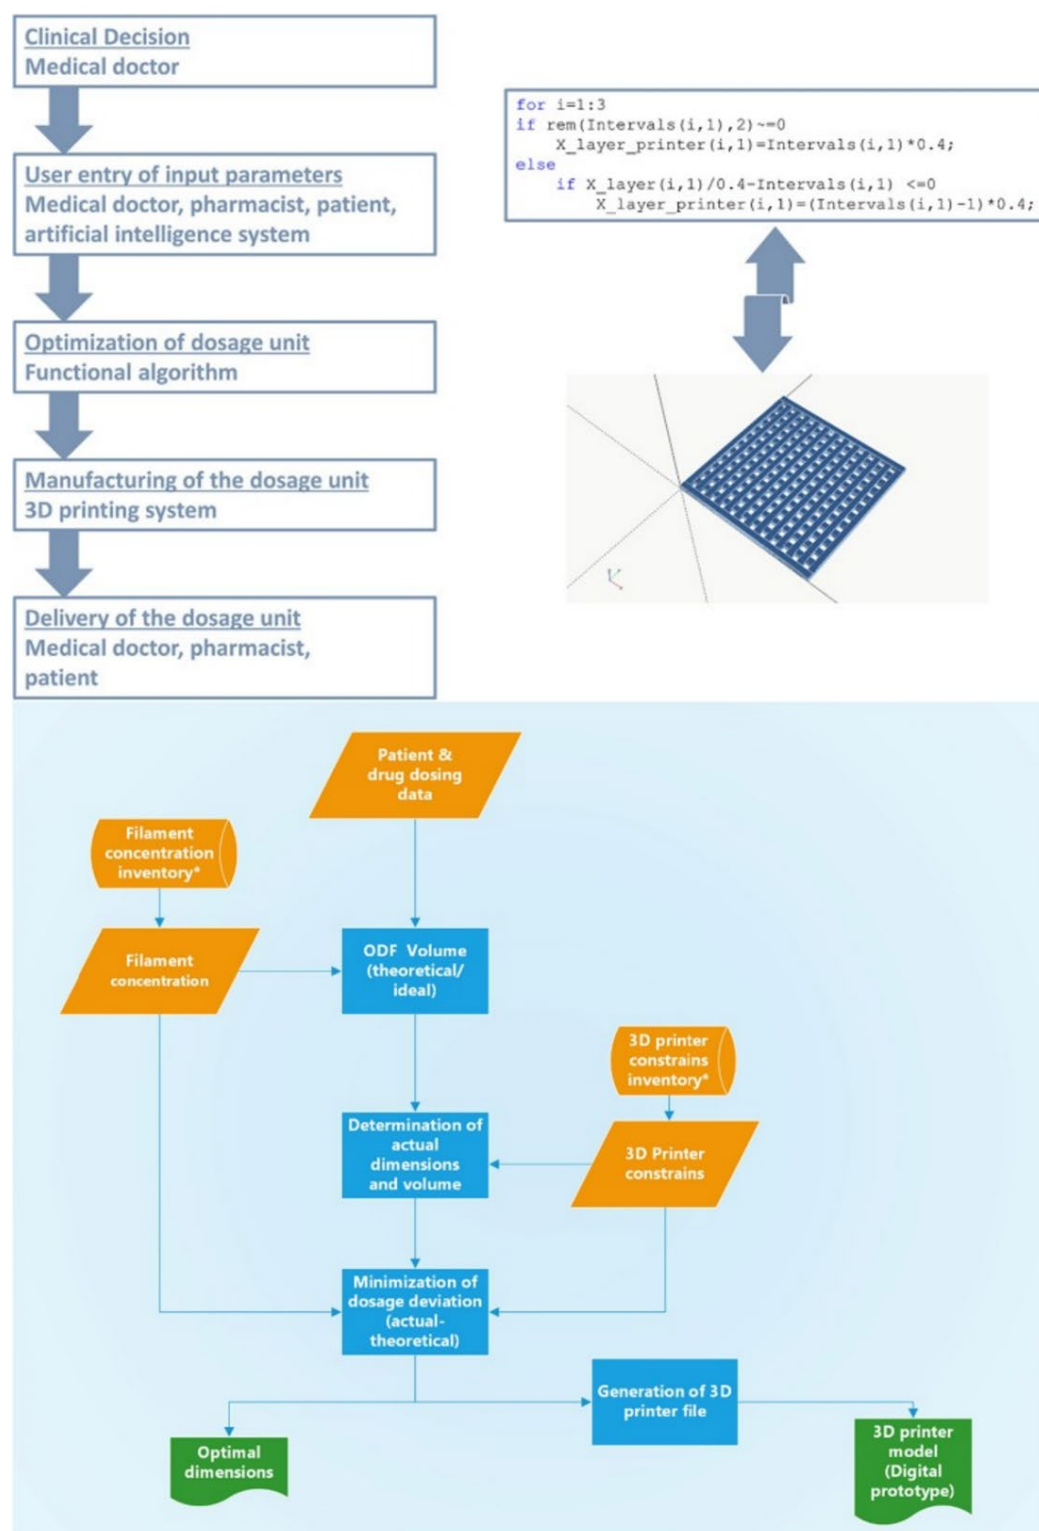 Clinical Decision
Medical doctor
User entry of input parameters
Medical doctor, pharmacist, patient,
artificial intelligence system
Optimization of dosage unit
Functional algorithm
Manufacturing of the dosage unit
3D printing system
Delivery of the dosage unit
Medical doctor, pharmacist,
patient
for i=1:3
if rem(Intervals(i,1),2)~=0
X_layer_printer(i,1)=Intervals(i,1)*0.4;
else
if X_layer(i,1)/0.4-Intervals(i,1) <=0
X_layer_printer(i,1)=(Intervals(i,1)-1)*0.4;
Patient &
drug dosing
data
Filament
concentration
inventory*
Filament
concentration
ODF Volume
(theoretical/
ideal)
3D printer
constrains
inventory*
Determination of
actual
dimensions
and volume
3D Printer
constrains
Minimization of
dosage deviation
(actual-
theoretical)
Generation of 3D
printer file
Optimal
dimensions
3D printer
model
(Digital
prototype)